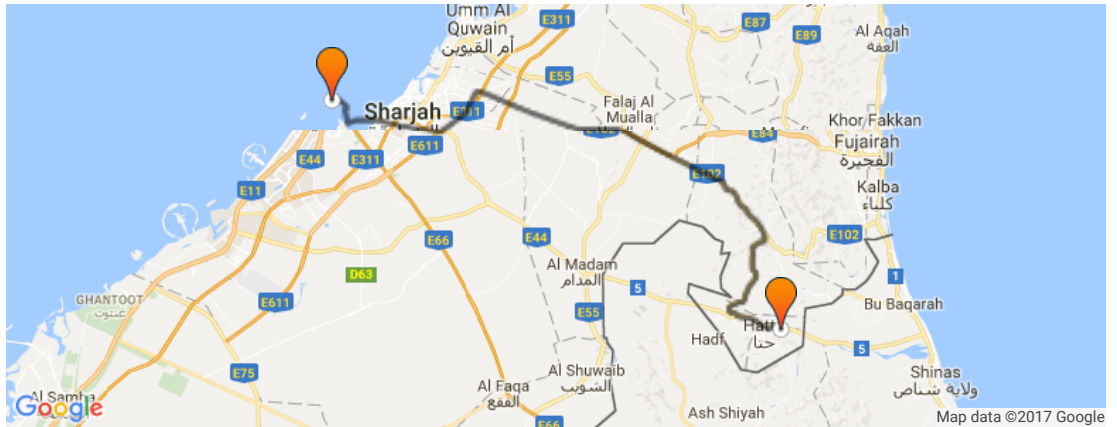 Umm Al
Quwain
أم القيوين
E311
E87
E89
Al Aqah
العقه
E55
Sharjah
E311
Falaj Al
Mualla
E102
E84
Khor Fakkan
Fujairah
الفجيرة
E611
E44
E311
E11
E102
Kalba
كلباء
E66
E44
E102
D63
Al Madam
المدام
5
1
GHANTOOT
غنتوت
E611
E55
Bu Baqarah
Hatt
حتا
Hadf
5
E75
Al Shuwaib
الشويب
Shinas
ولاية شناص
Al Faqa
الفقع
Al Samha
Google
E66
Ash Shiyah
Map data ©2017 Google